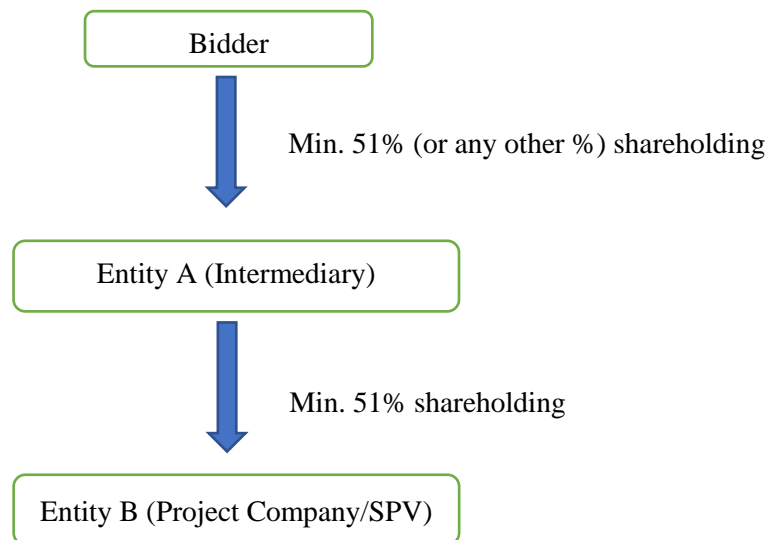 Bidder
Min. 51% (or any other %) shareholding
Entity A (Intermediary)
Min. 51% shareholding
Entity B (Project Company/SPV)